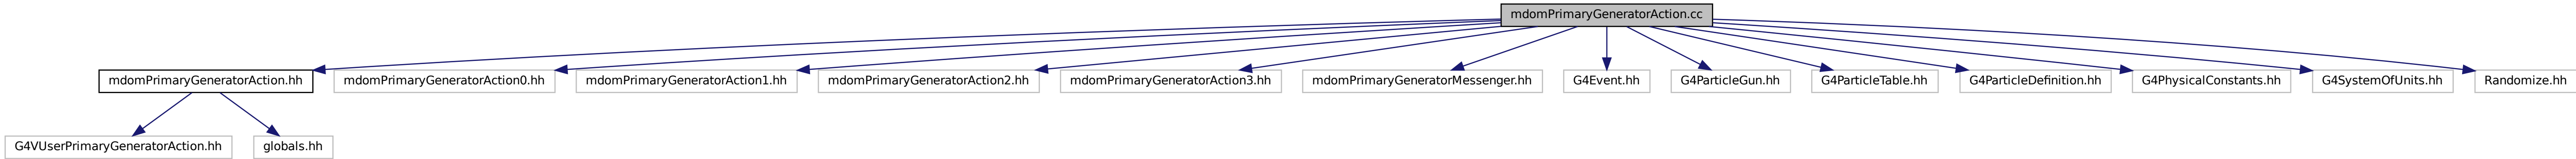 mdomPrimaryGeneratorAction.cc
mdomPrimaryGeneratorAction.hh
mdomPrimaryGeneratorAction0.hh
mdomPrimaryGeneratorAction1.hh
mdomPrimaryGeneratorAction2.hh
mdomPrimaryGeneratorAction3.hh
mdomPrimaryGeneratorMessenger.hh
G4Event.hh
G4ParticleGun.hh
G4ParticleTable.hh
G4ParticleDefinition.hh
G4PhysicalConstants.hh
G4SystemOfUnits.hh
Randomize.hh
G4VUserPrimaryGeneratorAction.hh
globals.hh